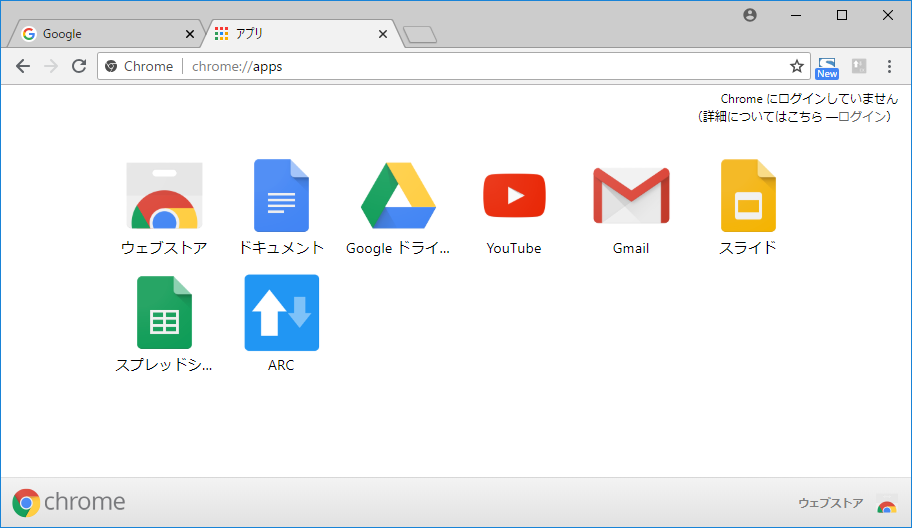 Google
アプリ
Chrome
chrome://apps
New
Chrome にログインしていません
（詳細についてはこちら —ログイン）
ウェブストア
ドキュメント
Google ドライ...
YouTube
Gmail
スライド
スプレッドシ...
ARC
chrome
ウェブストア